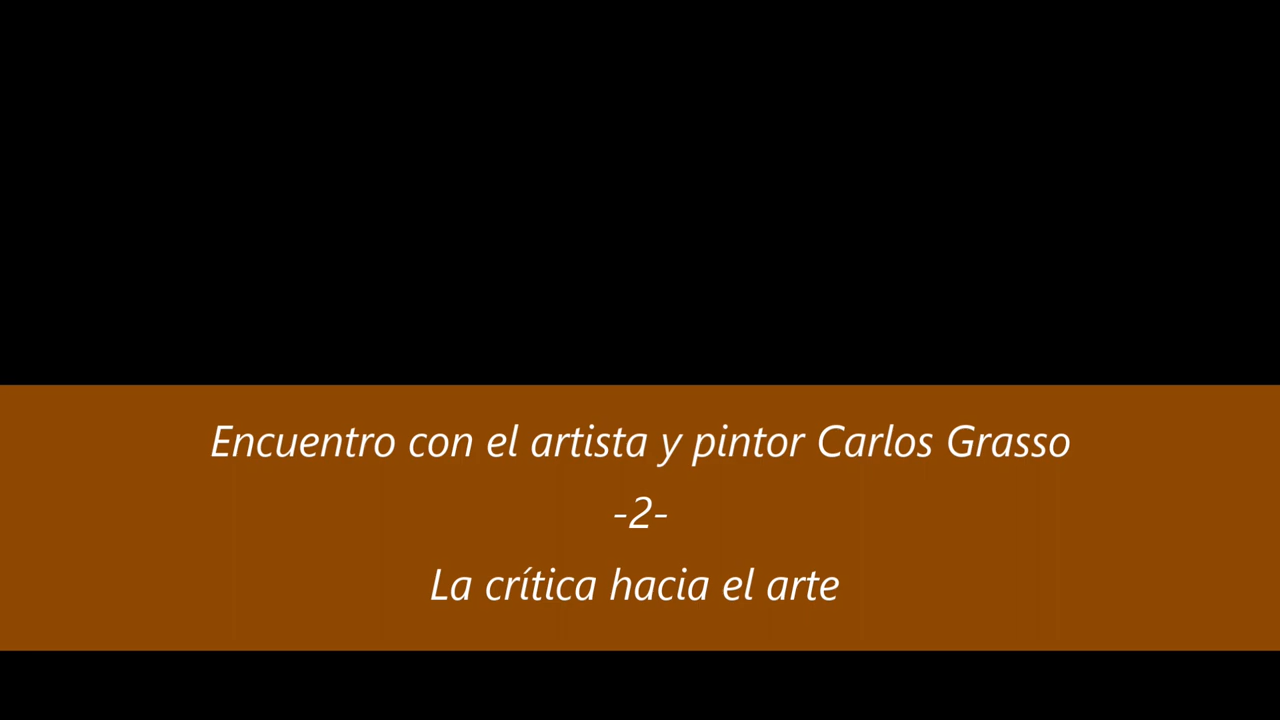 Encuentro con el artista y pintor Carlos Grasso
-2-
La crítica hacia el arte